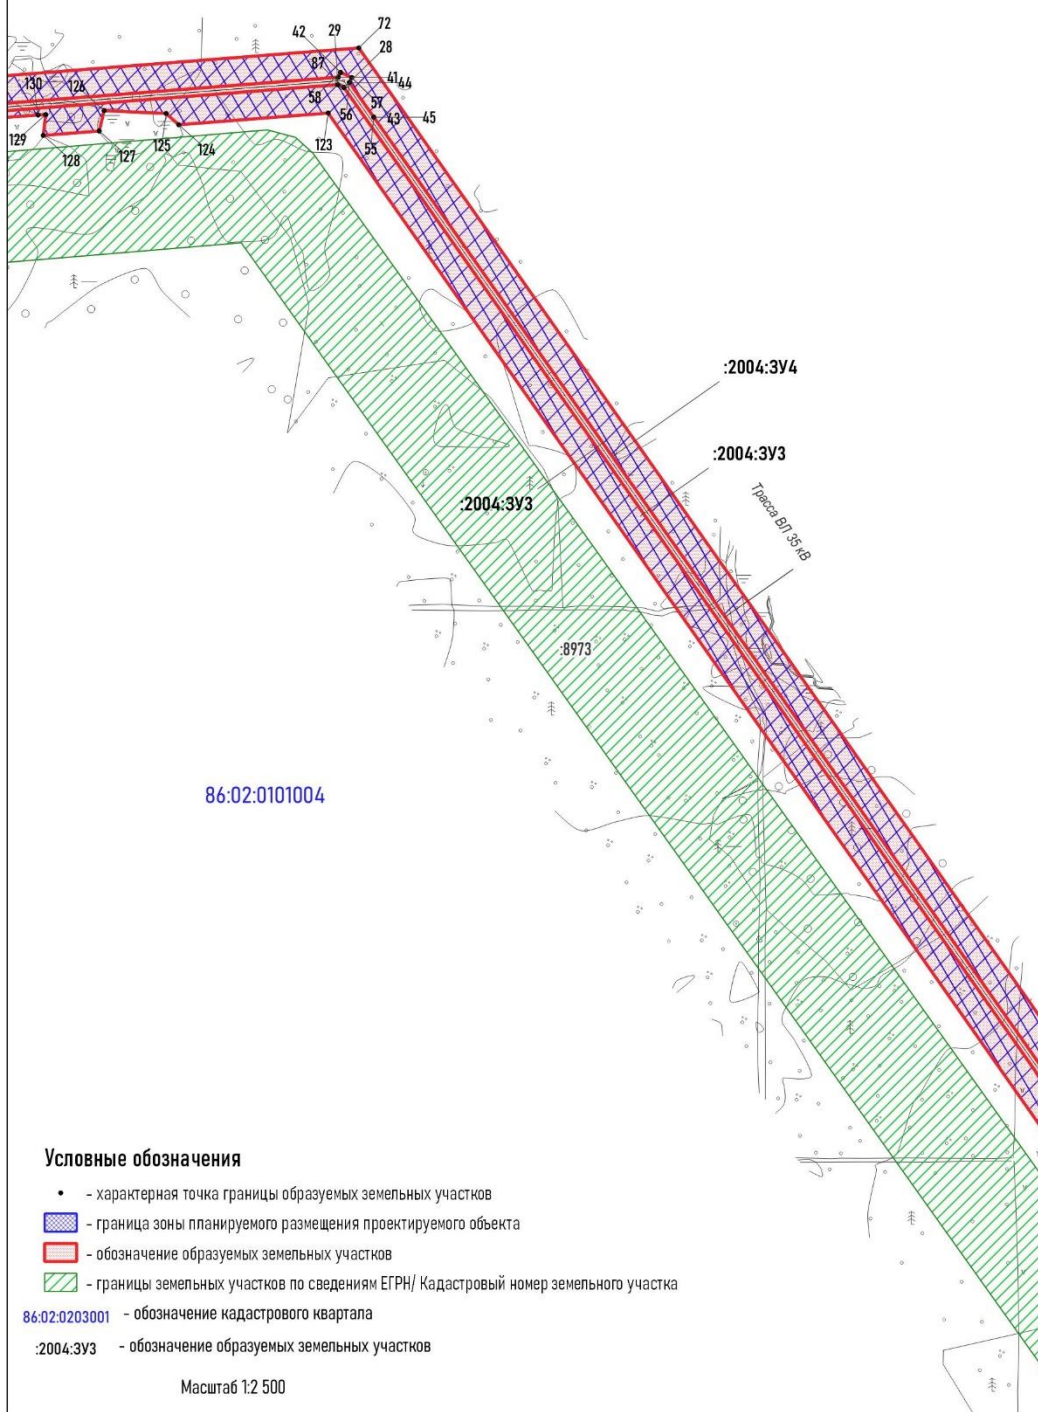 72
42
29
28
87
41
44
130
126
58
57
56
43
45
129
128
127
125
124
123
55
:2004:ЗУ4
:2004:ЗУ3
:2004:ЗУ3
Трасса ВЛ 35 кВ
:8973
86:02:0101004
Условные обозначения
- характерная точка границы образуемых земельных участков
- граница зоны планируемого размещения проектируемого объекта
- обозначение образуемых земельных участков
- границы земельных участков по сведениям ЕГРН/ Кадастровый номер земельного участка
86:02:0203001 - обозначение кадастрового квартала
:2004:ЗУ3 - обозначение образуемых земельных участков
Масштаб 1:2 500